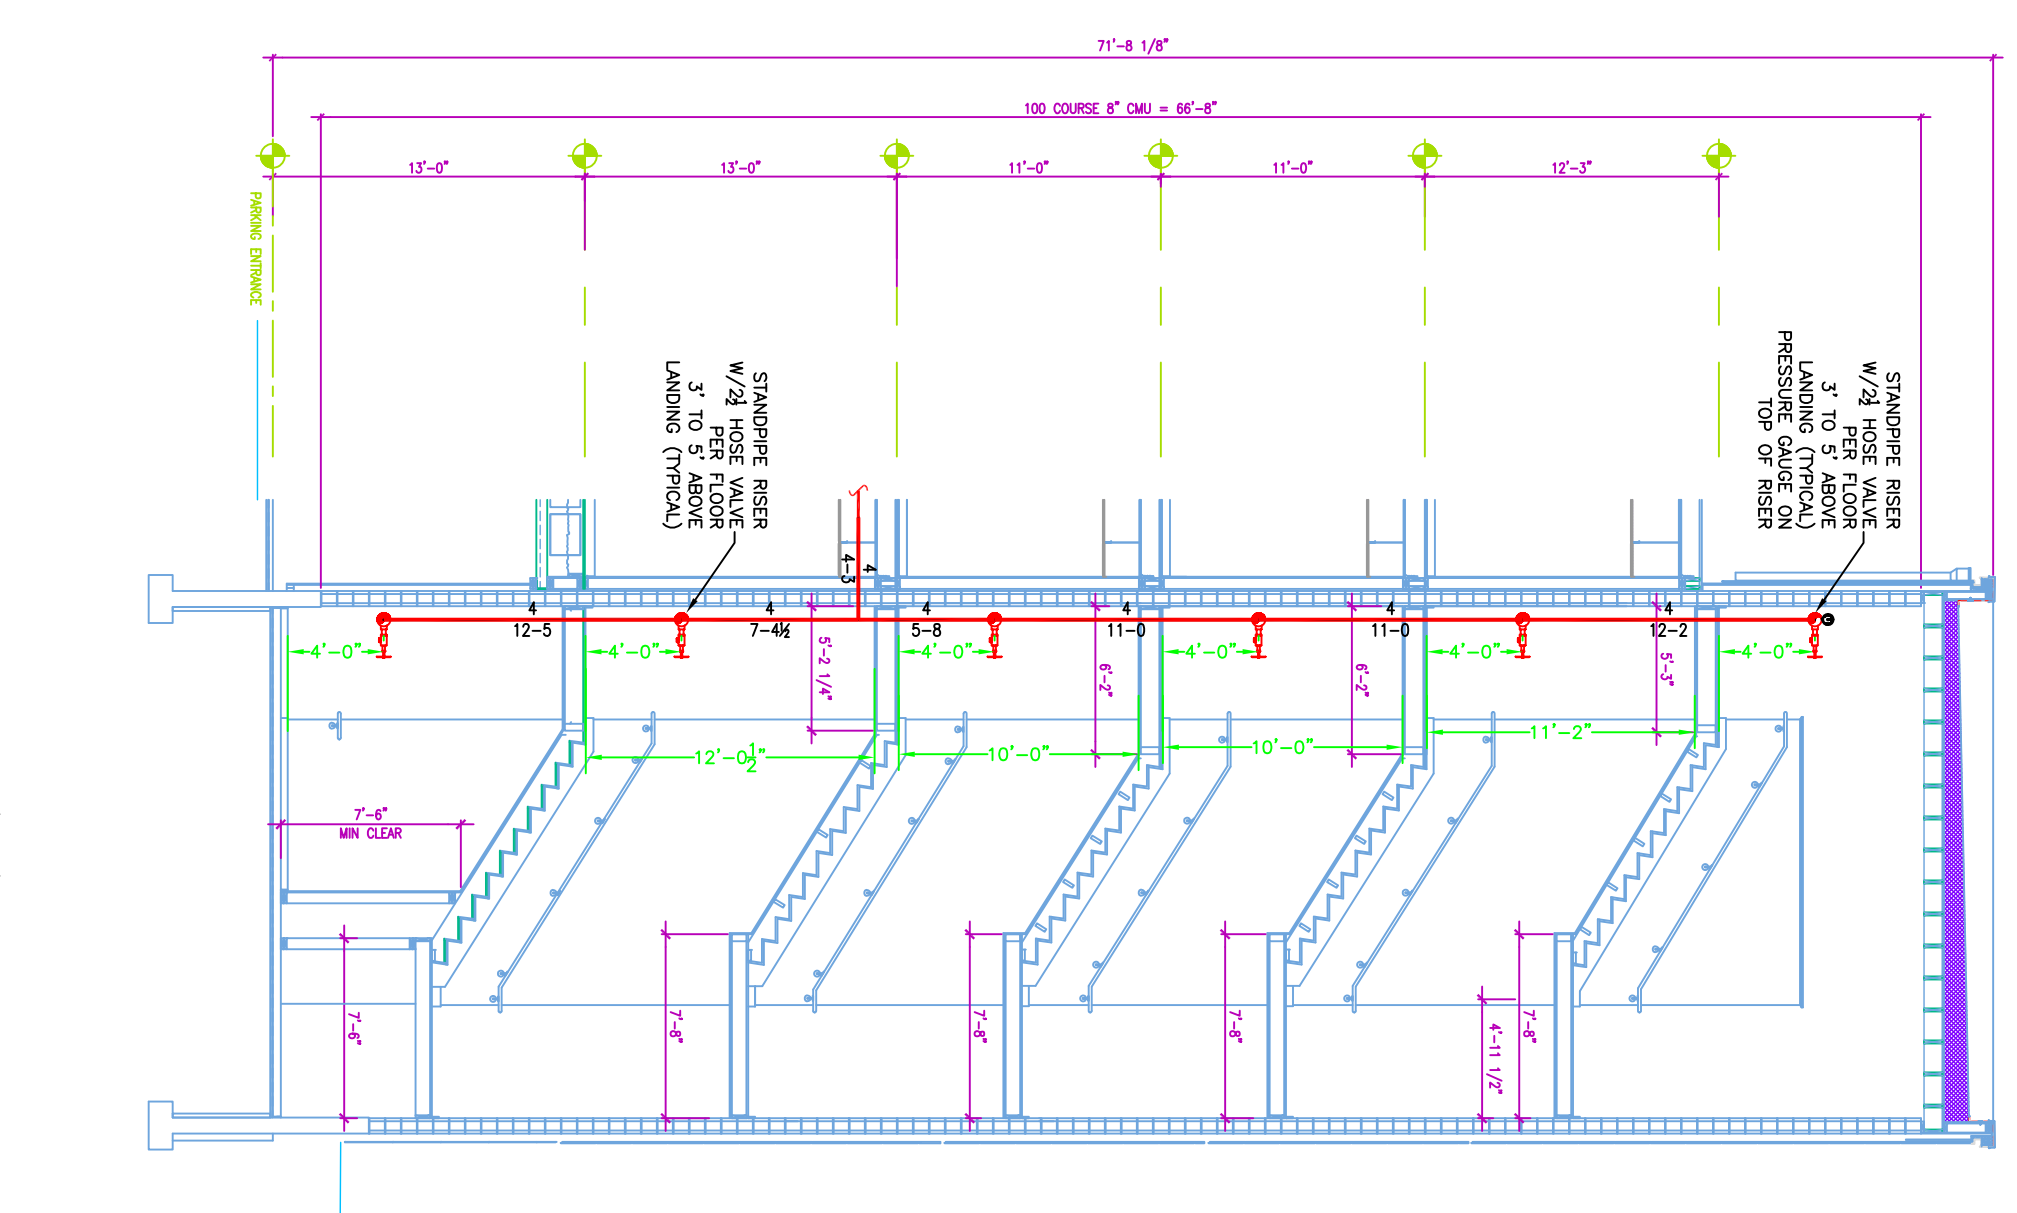 71'-8 1/8"
100 COURSE 8" CMU = 66'-8"
13'-0"
13'-0"
11'-0"
11'-0"
12'-3"
PARKING ENTRANCE
STANDPIPE RISER
W/2½ HOSE VALVE
PER FLOOR
3' TO 5' ABOVE
LANDING (TYPICAL)
STANDPIPE RISER
W/2½ HOSE VALVE
PER FLOOR
3' TO 5' ABOVE
LANDING (TYPICAL)
PRESSURE GAUGE ON
TOP OF RISER
4
4-3
4
12-5
4
7-4½
4
5-8
4
11-0
4
11-0
4
12-2
4'-0"
4'-0"
4'-0"
4'-0"
4'-0"
4'-0"
5'-2 1/4"
6'-2"
6'-2"
5'-3"
12'-0½"
10'-0"
10'-0"
11'-2"
7'-6"
MIN CLEAR
7'-6"
7'-8"
7'-8"
7'-8"
4'-11 1/2"
7'-8"